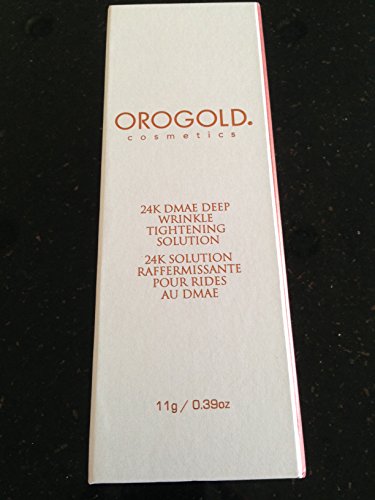 OROGOLD.
cosmetics
24K DMAE DEEP
WRINKLE
TIGHTENING
SOLUTION
24K SOLUTION
RAFFERMISSANTE
POUR RIDES
AU DMAE
11g / 0.39oz